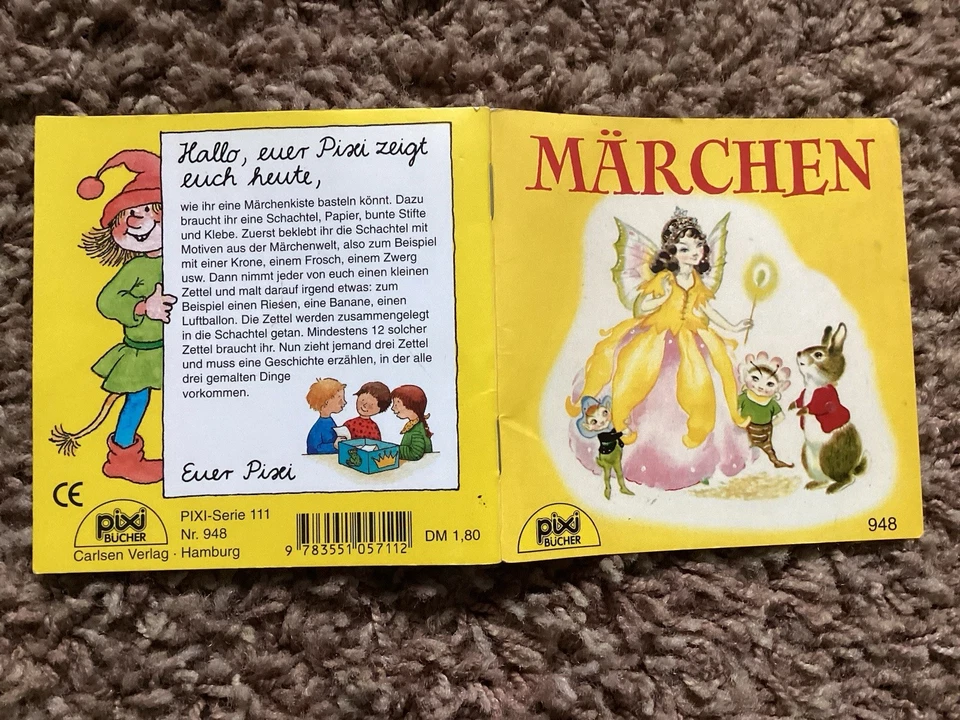 Hallo, euer Pixi zeigt
euch heute,
wie ihr eine Märchenkiste basteln könnt. Dazu
braucht ihr eine Schachtel, Papier, bunte Stifte
und Klebe. Zuerst beklebt ihr die Schachtel mit
Motiven aus der Märchenwelt, also zum Beispiel
mit einer Krone, einem Frosch, einem Zwerg
usw. Dann nimmt jeder von euch einen kleinen
Zettel und malt darauf irgend etwas: zum
Beispiel einen Riesen, eine Banane, einen
Luftballon. Die Zettel werden zusammengelegt
in die Schachtel getan. Mindestens 12 solcher
Zettel braucht ihr. Nun zieht jemand drei Zettel
und muss eine Geschichte erzählen, in der alle
drei gemalten Dinge
vorkommen.
Euer Pixi
CE
pixi
BÜCHER
Carlsen Verlag · Hamburg
PIXI-Serie 111
Nr. 948
9 783551 057112
DM 1,80
MÄRCHEN
pixi
BÜCHER
948